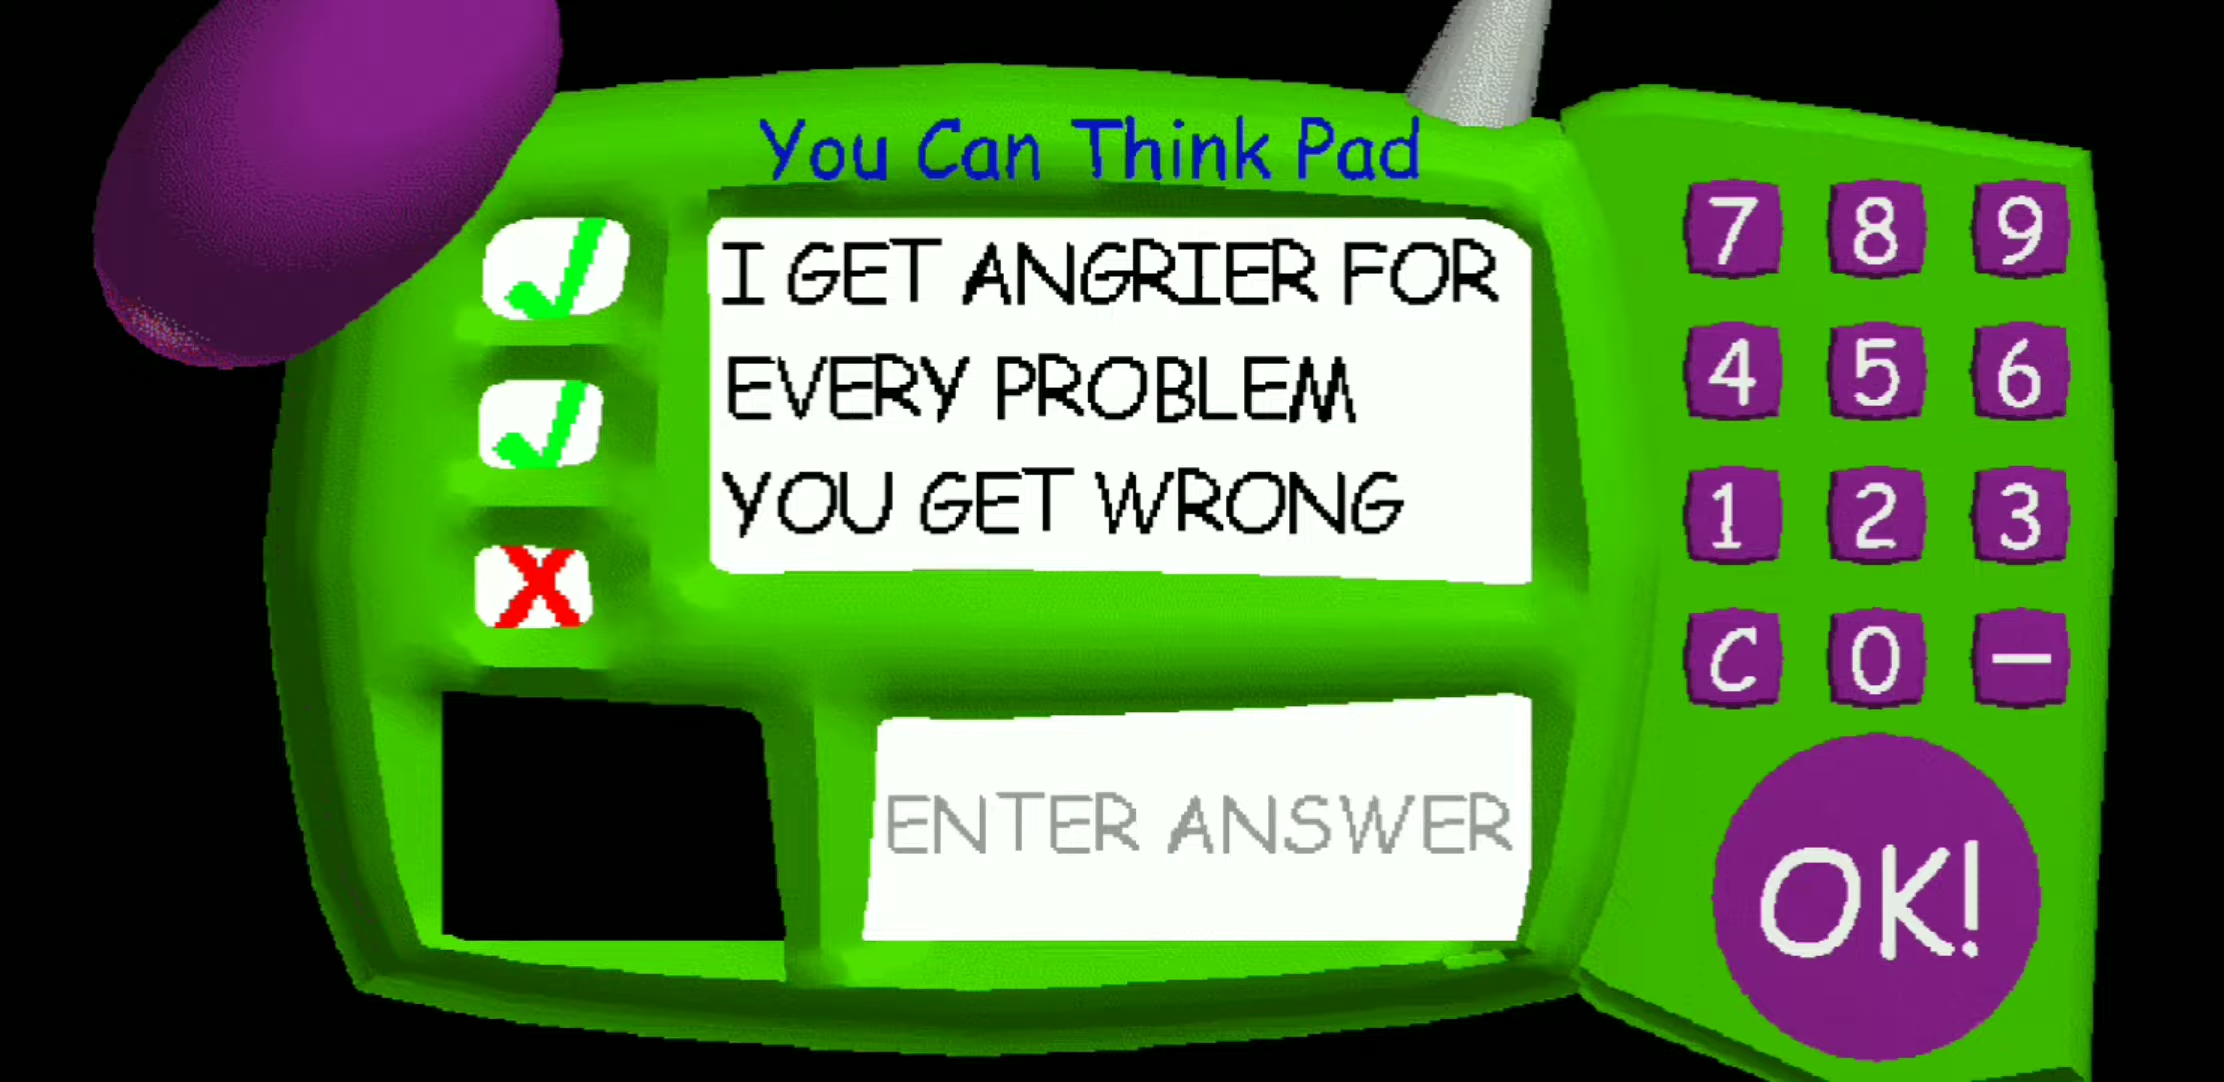 You Can Think Pad
I GET ANGRIER FOR
EVERY PROBLEM
YOU GET WRONG
ENTER ANSWER
7 8 9
4 5 6
1 2 3
C 0 –
OK!